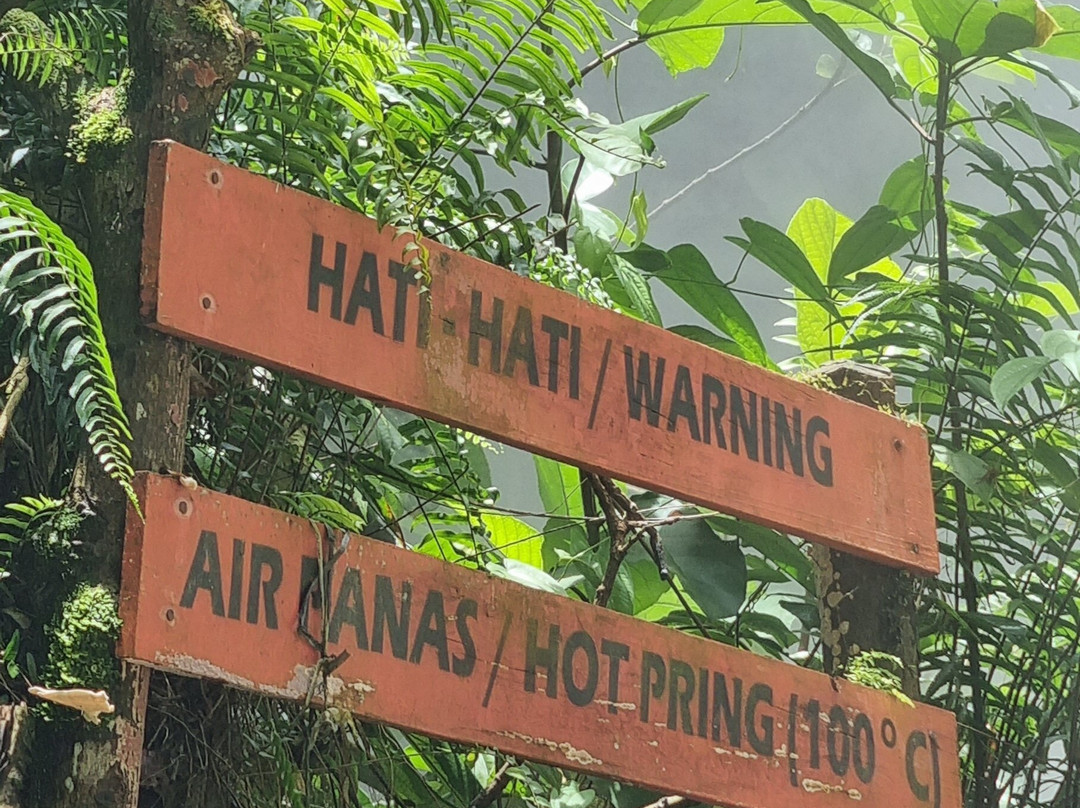 HATI-HATI / WARNING
AIR PANAS / HOT PRING (100° C)